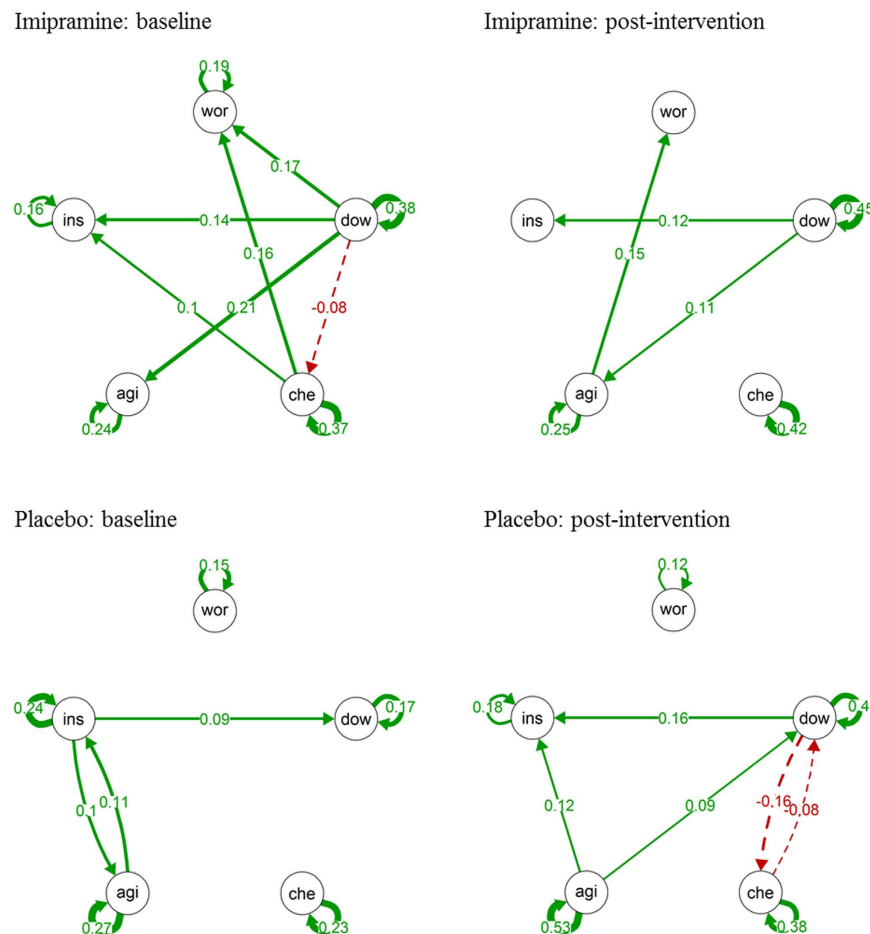 Imipramine: baseline
0.19
wor
0.17
0.16
ins
0.14
dow
0.38
0.16
0.1
0.21
-0.08
agi
che
0.24
0.37
Imipramine: post-intervention
wor
ins
0.12
dow
0.45
0.15
0.11
agi
che
0.25
0.42
Placebo: baseline
0.15
wor
0.24
ins
0.09
dow
0.17
0.1
0.11
agi
che
0.27
0.23
Placebo: post-intervention
0.12
wor
0.18
ins
0.16
dow
0.4
0.12
0.09
-0.16
-0.08
agi
che
0.53
0.38